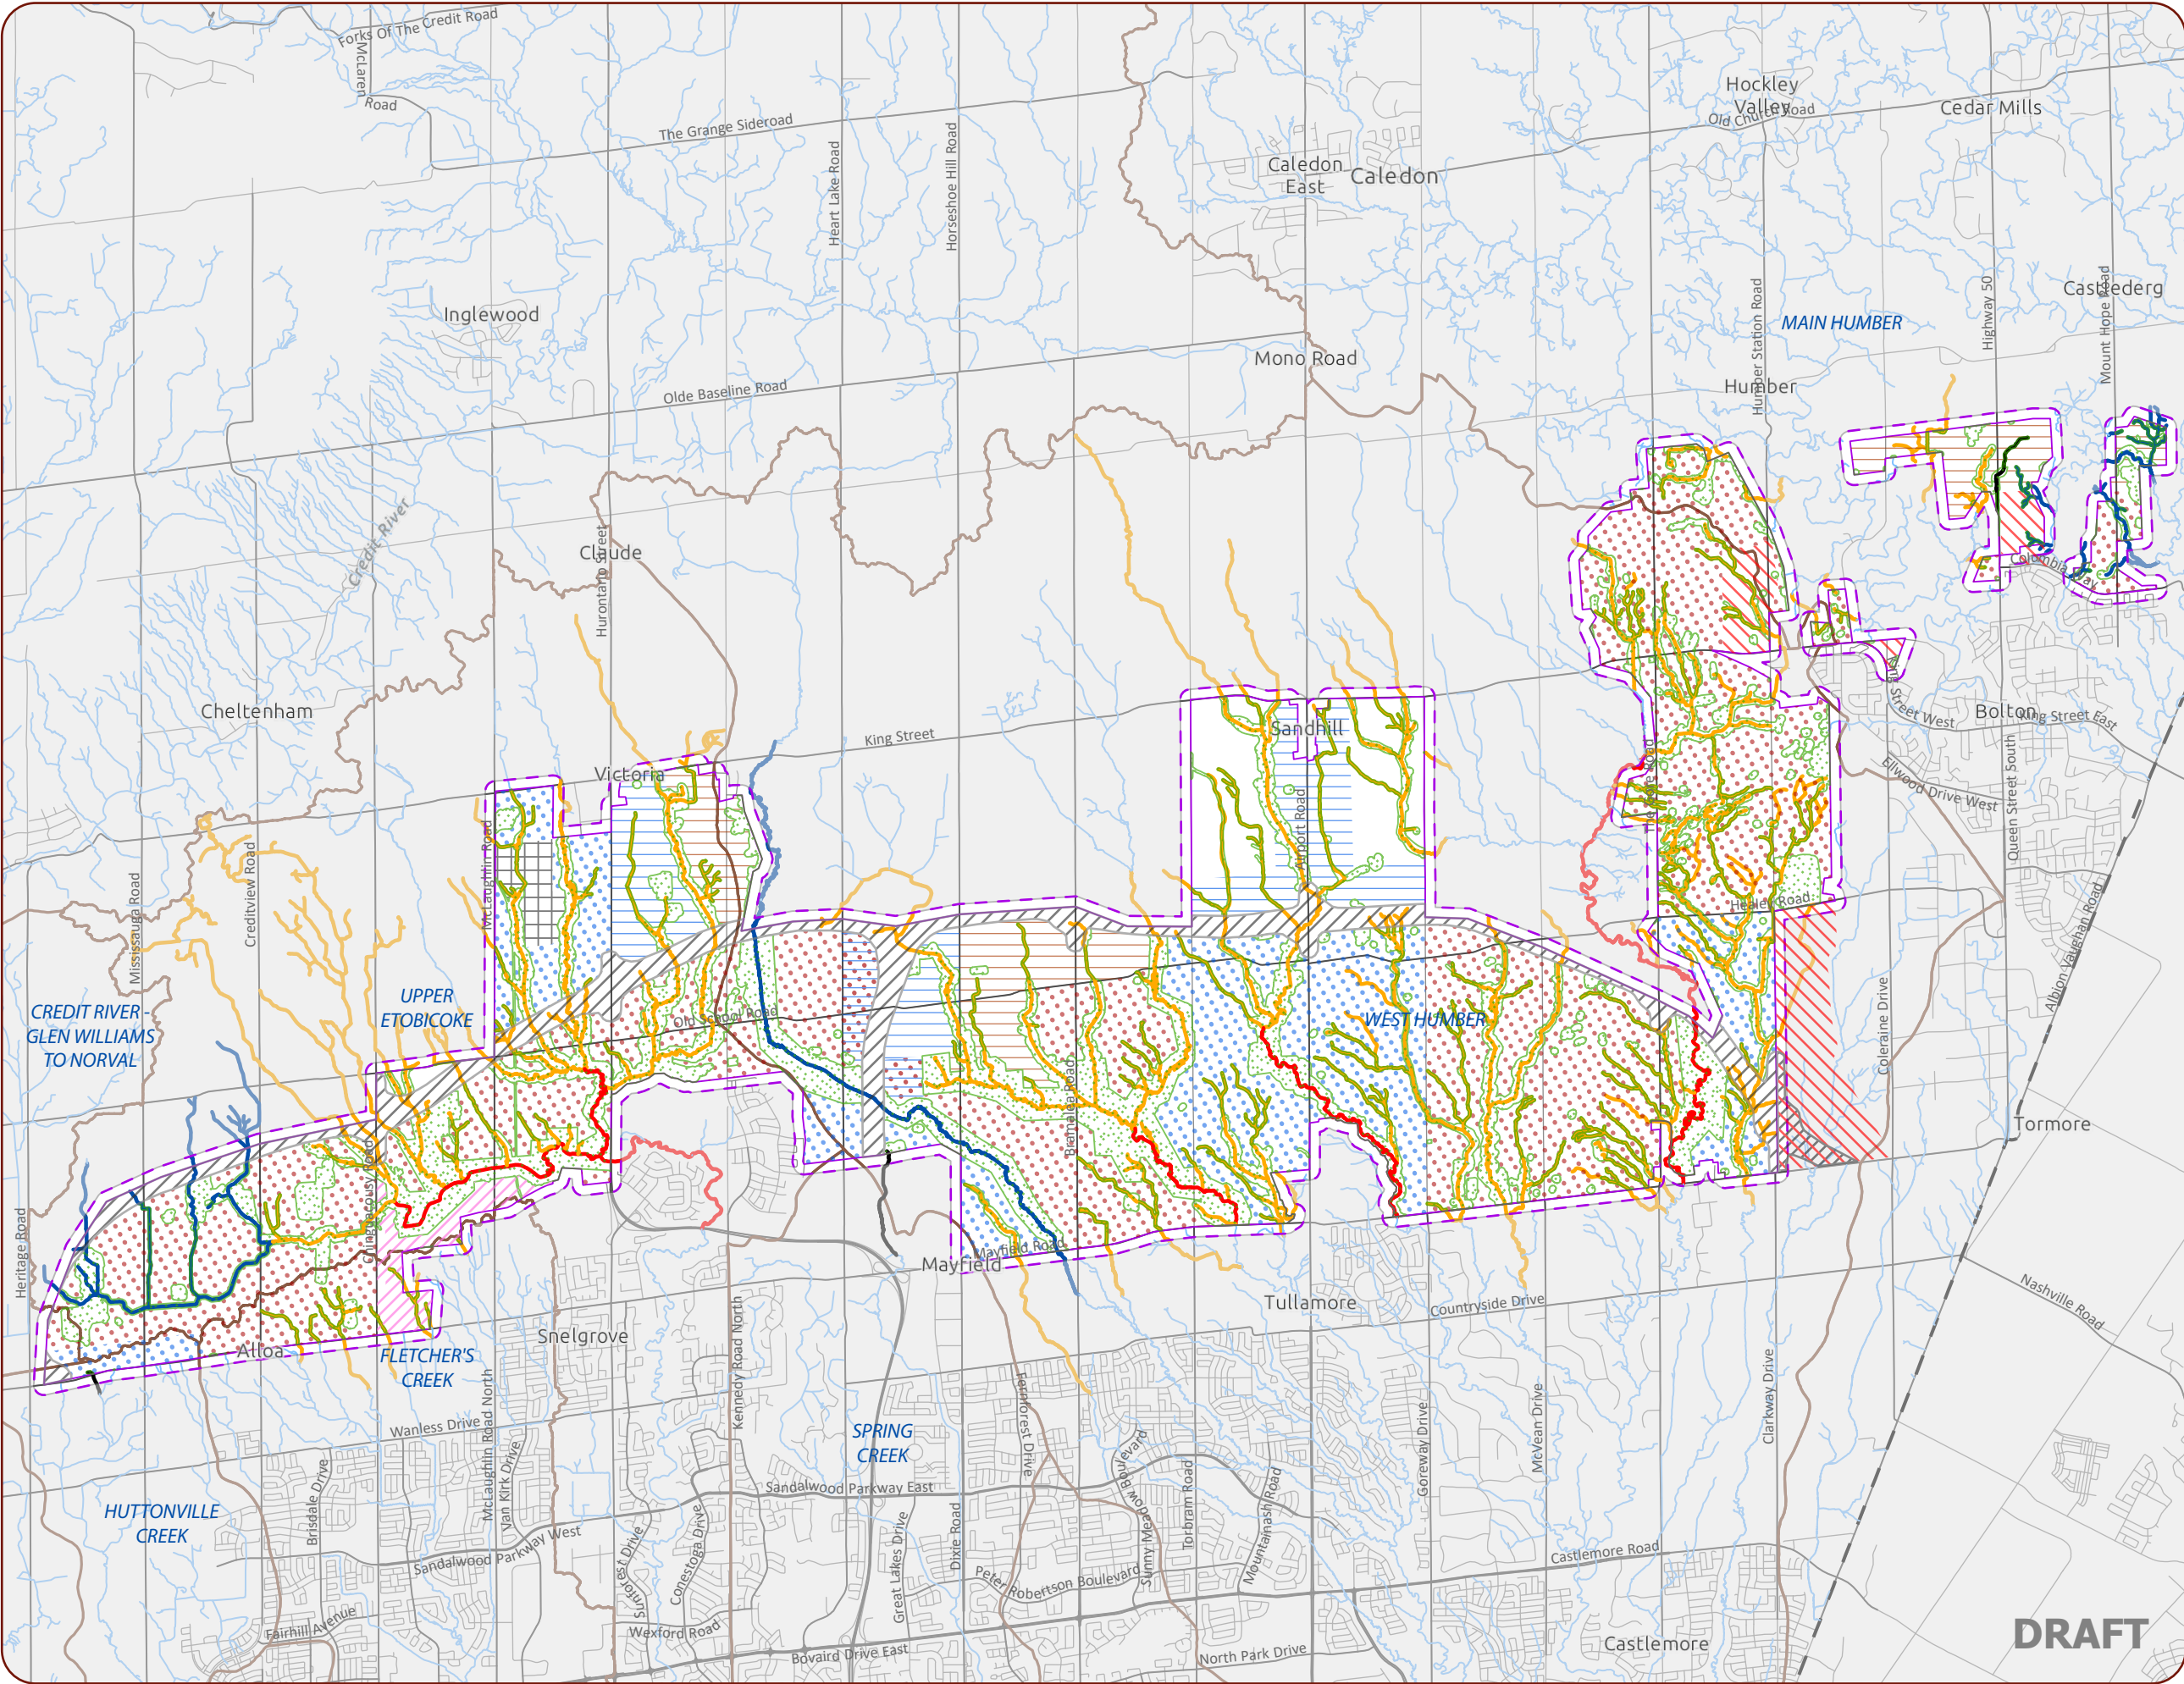 Forks Of The Credit Road
McLaren
Road
The Grange Sideroad
Heart Lake Road
Horseshoe Hill Road
Hockley
Valley
Old Church Road
Cedar Mills
Caledon
East
Caledon
Inglewood
Highway 50
Mount Hope Road
Castlederg
MAIN HUMBER
Humber Station Road
Mono Road
Humber
Olde Baseline Road
Credit River
Claude
Hurontario Street
Columbia Way
Cheltenham
King Street
Victoria
Sandhill
King Street West
Bolton
King Street East
The Gore Road
Queen Street South
Ellwood Drive West
Airport Road
McLaughlin Road
Mississauga Road
Creditview Road
Healey Road
Albion Vaughan Road
CREDIT RIVER -
GLEN WILLIAMS
TO NORVAL
UPPER
ETOBICOKE
Old School Road
WEST HUMBER
Coleraine Drive
Bramalea Road
Tormore
Chinguacousy Road
Heritage Road
Mayfield Road
Mayfield
Tullamore
Countryside Drive
Nashville Road
Snelgrove
Alloa
FLETCHER'S
CREEK
Kennedy Road North
McLaughlin Road North
Wanless Drive
Van Kirk Drive
Brisdale Drive
SPRING
CREEK
Fernforest Drive
Goreway Drive
McVean Drive
Clarkway Drive
Sandalwood Parkway East
Sunny Meadow Boulevard
Torbram Road
Mountainash Road
HUTTONVILLE
CREEK
Sandalwood Parkway West
Sunforest Drive
Conestoga Drive
Great Lakes Drive
Dixie Road
Peter Robertson Boulevard
Castlemore Road
Fairhill Avenue
Wexford Road
Bovaird Drive East
North Park Drive
Castlemore
DRAFT